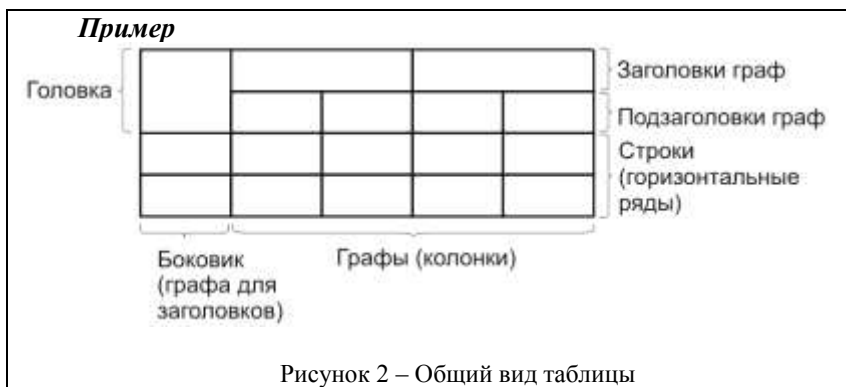 Пример
Головка
Заголовки граф
Подзаголовки граф
Строки
(горизонтальные
ряды)
Боковик
(графа для
заголовков)
Графы (колонки)
Рисунок 2 – Общий вид таблицы